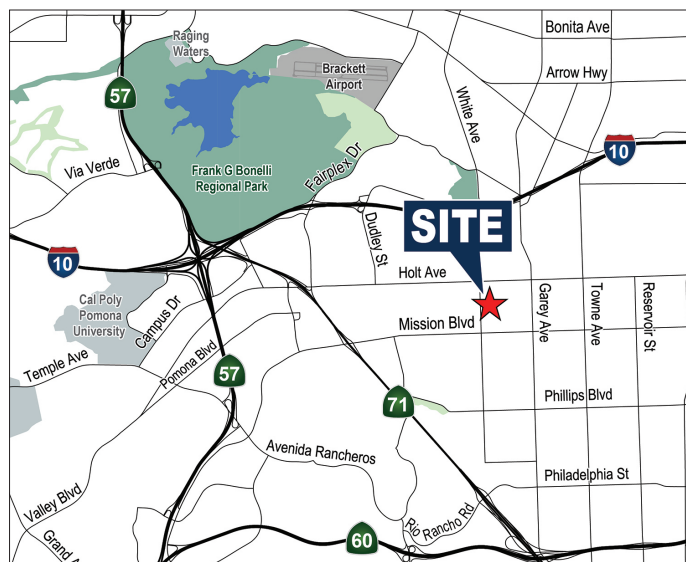 Raging
Waters
Bonita Ave
Brackett
Airport
Arrow Hwy
57
White Ave
10
Via Verde
Frank G Bonelli
Regional Park
Fairplex Dr
SITE
Dudley St
10
Holt Ave
Cal Poly
Pomona
University
Campus Dr
Mission Blvd
Garey Ave
Towne Ave
Reservoir St
Temple Ave
Pomona Blvd
57
71
Phillips Blvd
Avenida Rancheros
Philadelphia St
Valley Blvd
Rio
Rancho Rd
Grand A
60